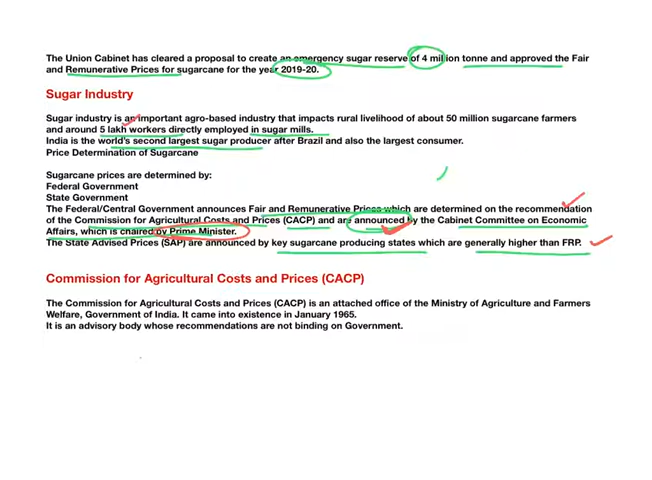 The Union Cabinet has cleared a proposal to create an emergency sugar reserve of 4 million tonne and approved the Fair
and Remunerative Prices for sugarcane for the year 2019-20.
Sugar Industry
Sugar industry is an important agro-based industry that impacts rural livelihood of about 50 million sugarcane farmers
and around 5 lakh workers directly employed in sugar mills.
India is the world's second largest sugar producer after Brazil and also the largest consumer.
Price Determination of Sugarcane
Sugarcane prices are determined by:
Federal Government
State Government
The Federal/Central Government announces Fair and Remunerative Prices which are determined on the recommendation
of the Commission for Agricultural Costs and Prices (CACP) and are announced by the Cabinet Committee on Economic
Affairs, which is chaired by Prime Minister.
The State Advised Prices (SAP) are announced by key sugarcane producing states which are generally higher than FRP.
Commission for Agricultural Costs and Prices (CACP)
The Commission for Agricultural Costs and Prices (CACP) is an attached office of the Ministry of Agriculture and Farmers
Welfare, Government of India. It came into existence in January 1965.
It is an advisory body whose recommendations are not binding on Government.